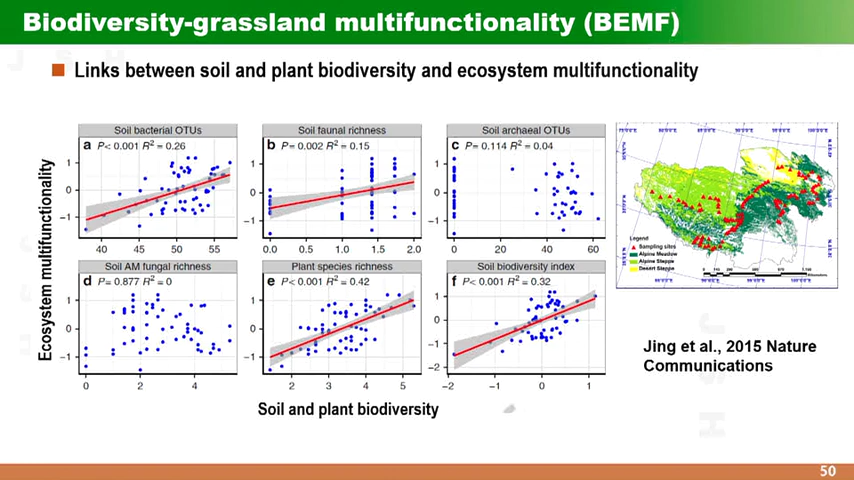 Biodiversity-grassland multifunctionality (BEMF)
Links between soil and plant biodiversity and ecosystem multifunctionality
Ecosystem multifunctionality
Soil bacterial OTUs
a P< 0.001 R² = 0.26
1
0
−1
40 45 50 55
Soil faunal richness
b P= 0.002 R² = 0.15
1
0
−1
0.0 0.5 1.0 1.5 2.0
Soil archaeal OTUs
c P= 0.114 R² = 0.04
1
0
−1
0 20 40 60
Soil AM fungal richness
d P= 0.877 R² = 0
1
0
−1
0 2 4
Plant species richness
e P< 0.001 R² = 0.42
1
0
−1
2 3 4 5
Soil biodiversity index
f P< 0.001 R² = 0.32
1
0
−1
−2
−2 −1 0 1
Soil and plant biodiversity
Legend
Sampling sites
Alpine Meadow
Alpine Steppe
Desert Steppe
Jing et al., 2015 Nature
Communications
50